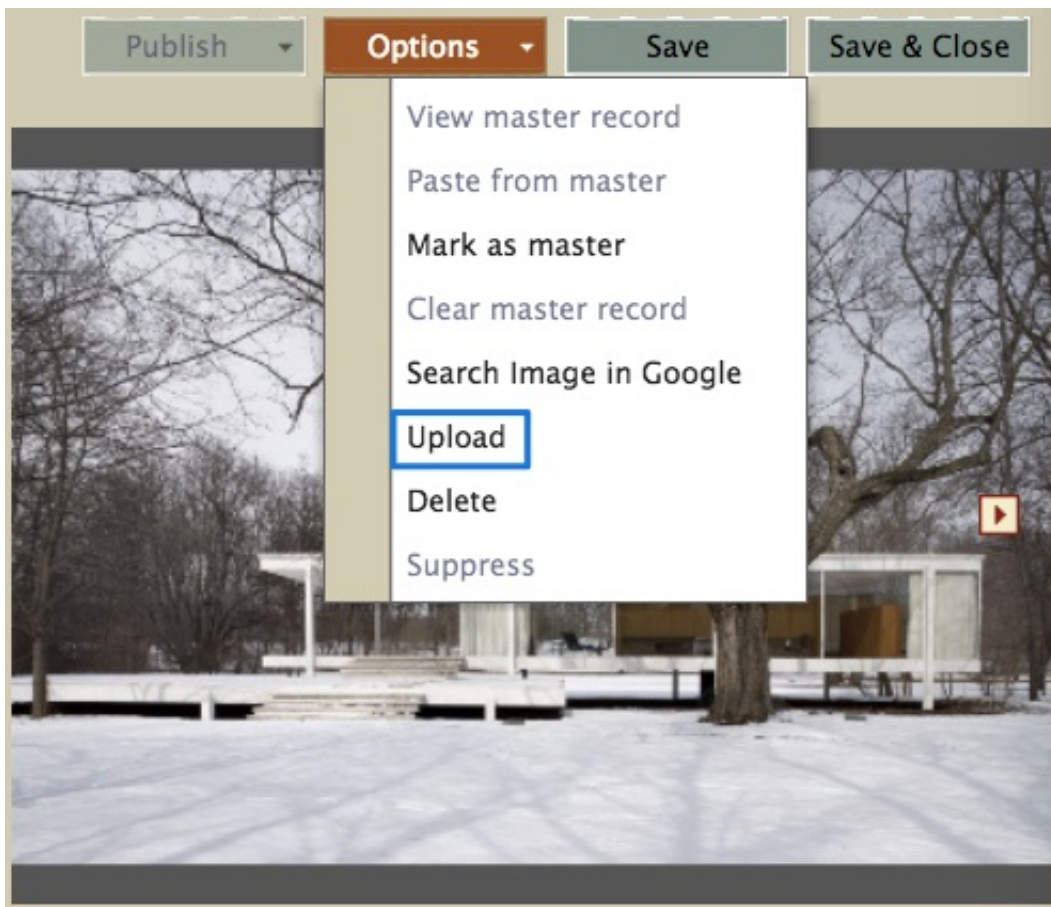 Publish
Options
Save
Save & Close
View master record
Paste from master
Mark as master
Clear master record
Search Image in Google
Upload
Delete
Suppress